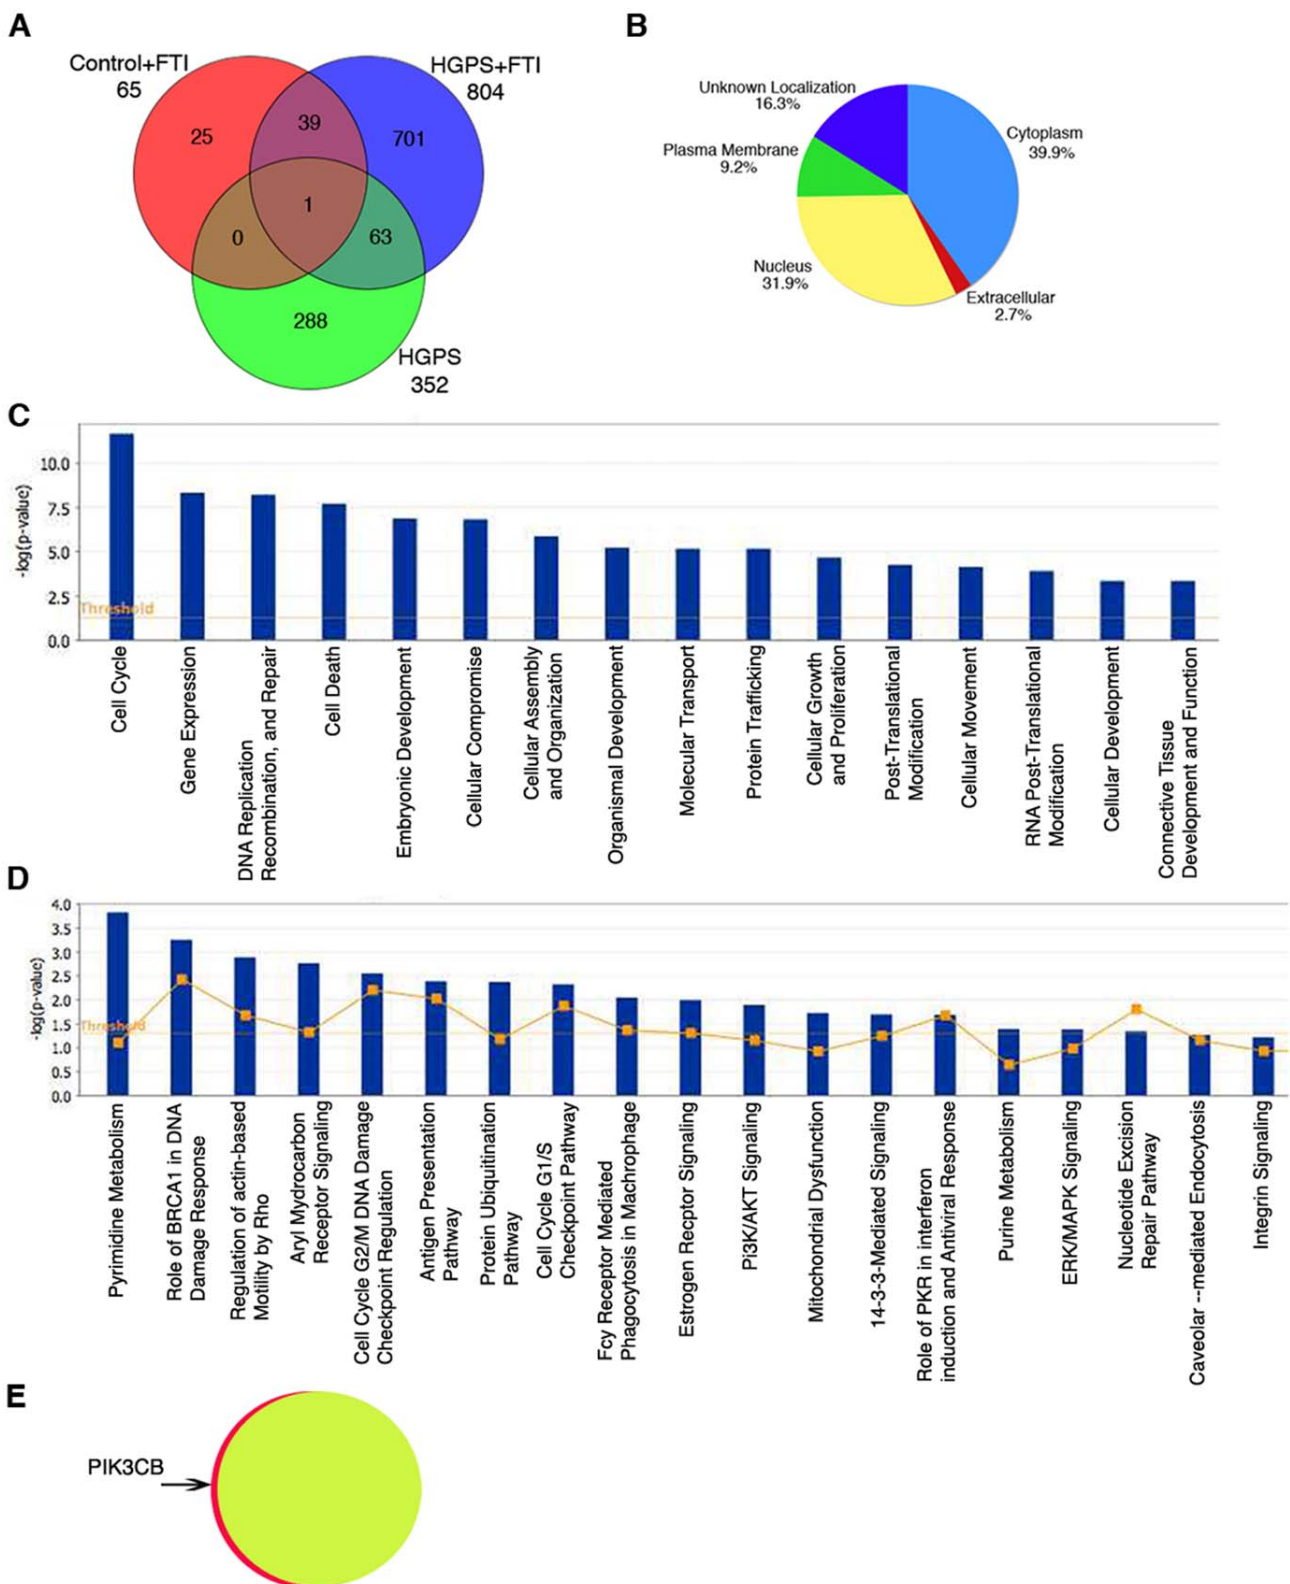 A
Control+FTI
65
HGPS+FTI
804
25
39
701
1
0
63
288
HGPS
352
B
Unknown Localization
16.3%
Plasma Membrane
9.2%
Cytoplasm
39.9%
Nucleus
31.9%
Extracellular
2.7%
C
-log(p-value)
10.0
7.5
5.0
2.5
0.0
Threshold
Cell Cycle
Gene Expression
DNA Replication
Recombination, and Repair
Cell Death
Embryonic Development
Cellular Compromise
Cellular Assembly
and Organization
Organismal Development
Molecular Transport
Protein Trafficking
Cellular Growth
and Proliferation
Post-Translational
Modification
Cellular Movement
RNA Post-Translational
Modification
Cellular Development
Connective Tissue
Development and Function
D
-log(p-value)
4.0
3.5
3.0
2.5
2.0
1.5
1.0
0.5
0.0
Threshold
Pyrimidine Metabolism
Role of BRCA1 in DNA
Damage Response
Regulation of actin-based
Motility by Rho
Aryl Mydrocarbon
Receptor Signaling
Cell Cycle G2/M DNA Damage
Checkpoint Regulation
Antigen Presentation
Pathway
Protein Ubiquitination
Pathway
Cell Cycle G1/S
Checkpoint Pathway
Fcy Receptor Mediated
Phagocytosis in Machrophage
Estrogen Receptor Signaling
Pi3K/AKT Signaling
Mitochondrial Dysfunction
14-3-3-Mediated Signaling
Role of PKR in interferon
induction and Antiviral Response
Purine Metabolism
ERK/MAPK Signaling
Nucleotide Excision
Repair Pathway
Caveolar --mediated Endocytosis
Integrin Signaling
E
PIK3CB